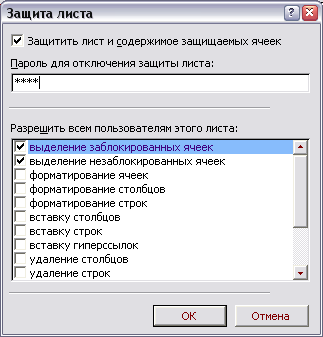 Защита листа
Защитить лист и содержимое защищаемых ячеек
Пароль для отключения защиты листа:
****
Разрешить всем пользователям этого листа:
выделение заблокированных ячеек
выделение незаблокированных ячеек
форматирование ячеек
форматирование столбцов
форматирование строк
вставку столбцов
вставку строк
вставку гиперссылок
удаление столбцов
удаление строк
ОК Отмена